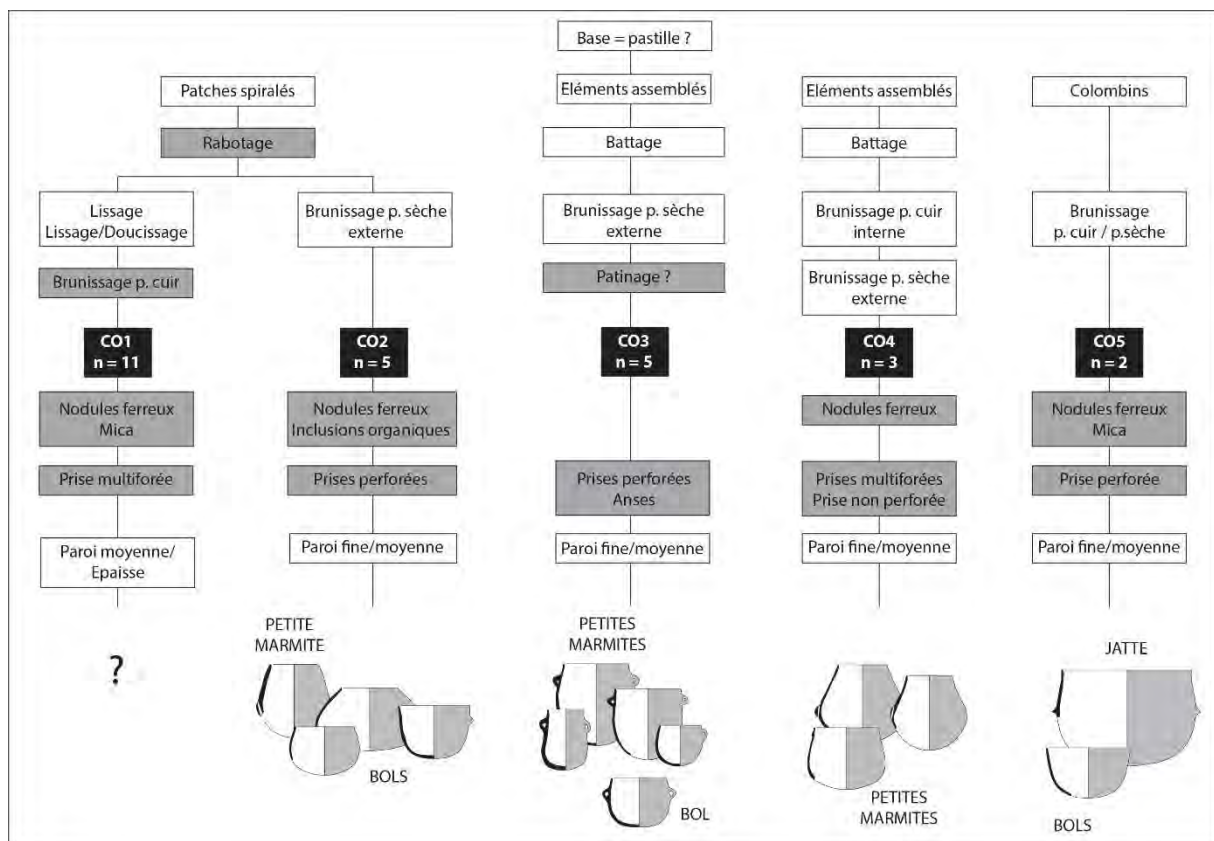 Base = pastille ?
Patches spiralés
Eléments assemblés
Eléments assemblés
Colombins
Rabotage
Battage
Battage
Lissage
Lissage/Doucissage
Brunissage p. sèche
externe
Brunissage p. sèche
externe
Brunissage p. cuir
interne
Brunissage
p. cuir / p.sèche
Brunissage p. cuir
Patinage ?
Brunissage p. sèche
externe
CO1
n = 11
CO2
n = 5
CO3
n = 5
CO4
n = 3
CO5
n = 2
Nodules ferreux
Mica
Nodules ferreux
Inclusions organiques
Nodules ferreux
Nodules ferreux
Mica
Prise multiforée
Prises perforées
Prises perforées
Anses
Prises multiforées
Prise non perforée
Prise perforée
Paroi moyenne/
Epaisse
Paroi fine/moyenne
Paroi fine/moyenne
Paroi fine/moyenne
Paroi fine/moyenne
?
PETITE
MARMITE
BOLS
PETITES
MARMITES
BOL
PETITES
MARMITES
JATTE
BOLS